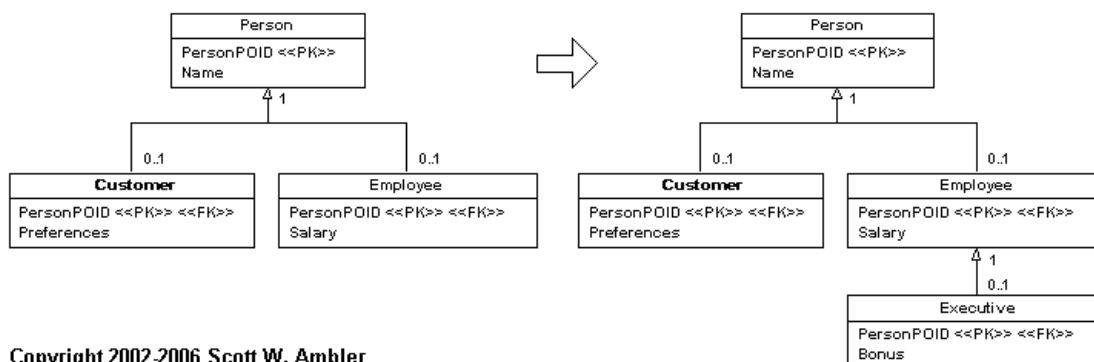 Person
PersonPOID <<PK>>
Name
1
0..1
0..1
Customer
PersonPOID <<PK>> <<FK>>
Preferences
Employee
PersonPOID <<PK>> <<FK>>
Salary
Person
PersonPOID <<PK>>
Name
1
0..1
0..1
Customer
PersonPOID <<PK>> <<FK>>
Preferences
Employee
PersonPOID <<PK>> <<FK>>
Salary
1
0..1
Executive
PersonPOID <<PK>> <<FK>>
Bonus
Copyright 2002-2006 Scott W. Ambler